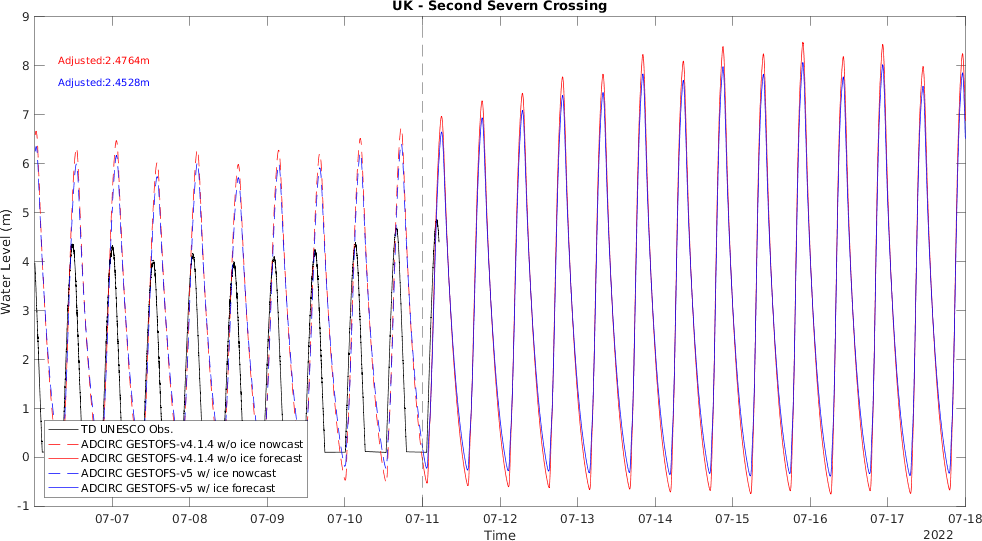 UK - Second Severn Crossing
9
8
7
6
5
4
3
2
1
0
-1
Water Level (m)
Adjusted:2.4764m
Adjusted:2.4528m
TD UNESCO Obs.
ADCIRC GESTOFS-v4.1.4 w/o ice nowcast
ADCIRC GESTOFS-v4.1.4 w/o ice forecast
ADCIRC GESTOFS-v5 w/ ice nowcast
ADCIRC GESTOFS-v5 w/ ice forecast
07-07 07-08 07-09 07-10 07-11 07-12 07-13 07-14 07-15 07-16 07-17 07-18
Time
2022